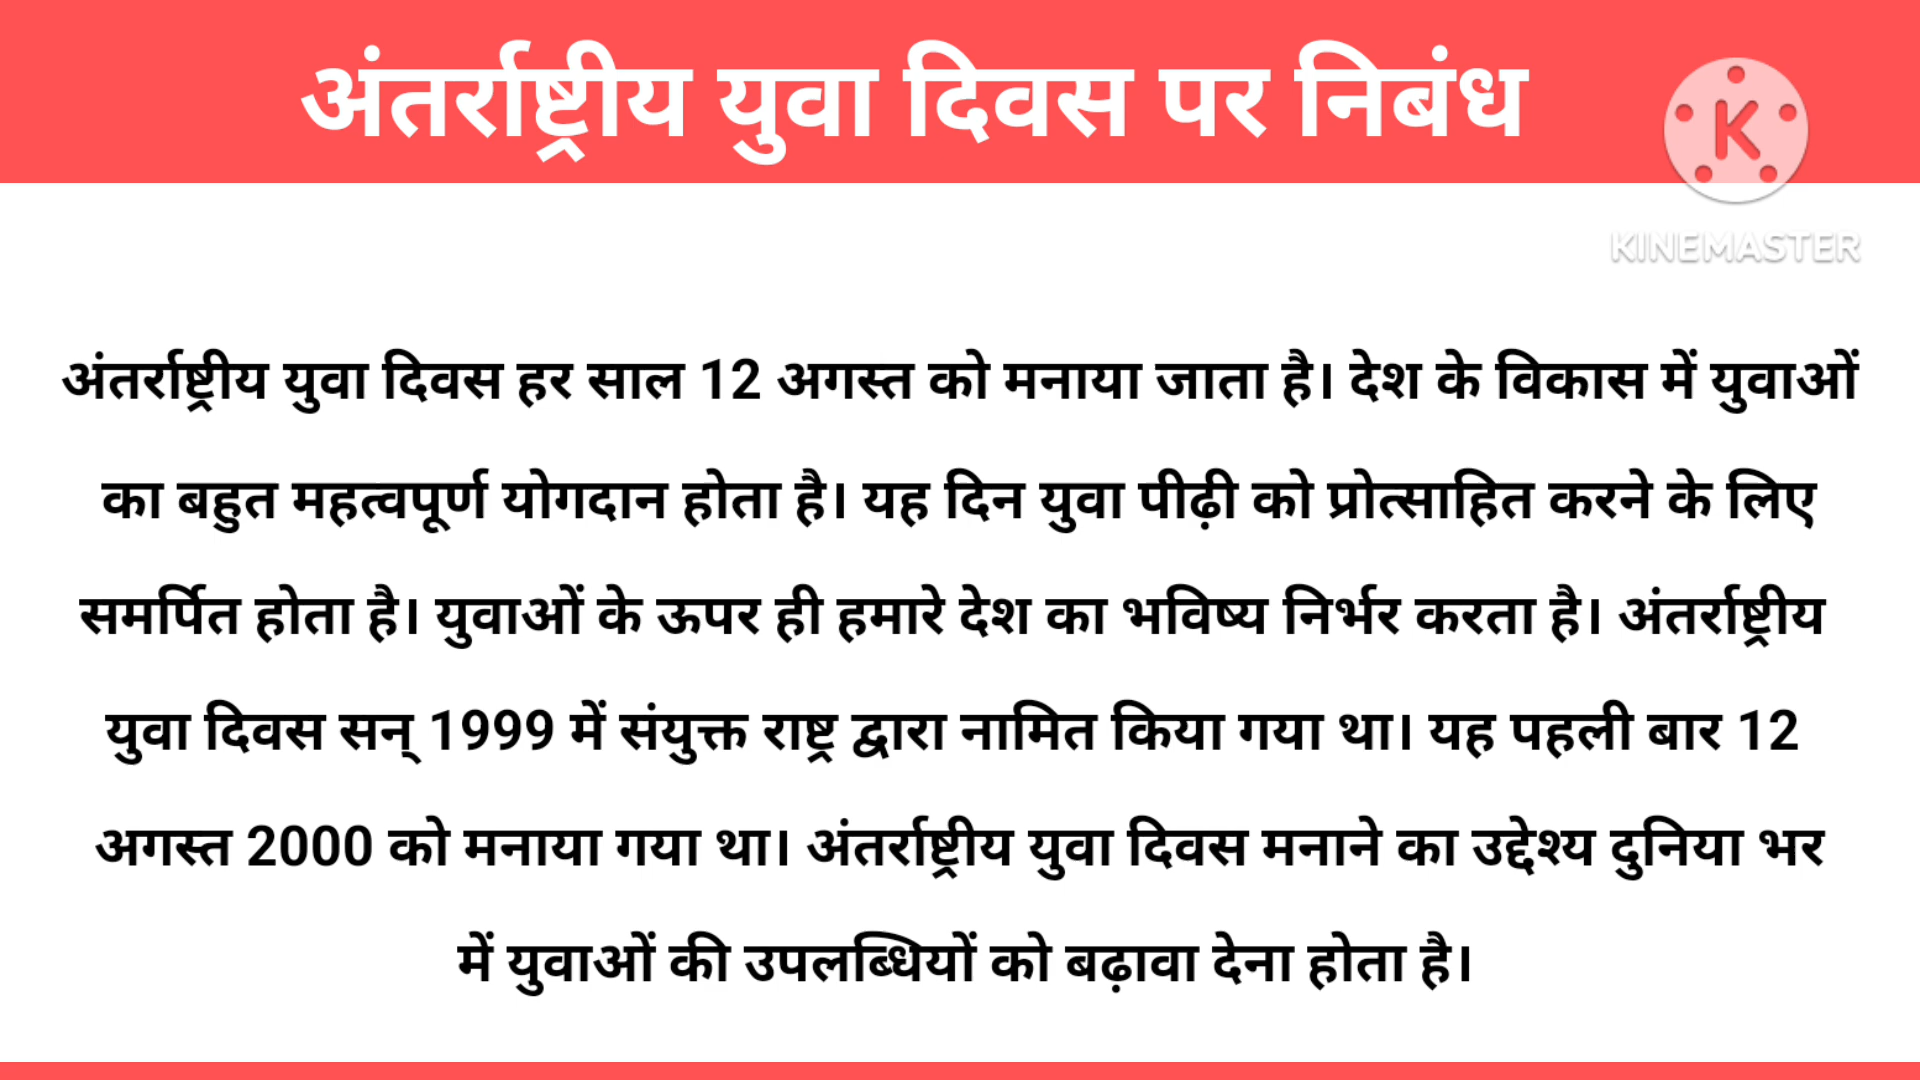 अंतर्राष्ट्रीय युवा दिवस पर निबंध
K
KINEMASTER
अंतर्राष्ट्रीय युवा दिवस हर साल 12 अगस्त को मनाया जाता है। देश के विकास में युवाओं
का बहुत महत्वपूर्ण योगदान होता है। यह दिन युवा पीढ़ी को प्रोत्साहित करने के लिए
समर्पित होता है। युवाओं के ऊपर ही हमारे देश का भविष्य निर्भर करता है। अंतर्राष्ट्रीय
युवा दिवस सन् 1999 में संयुक्त राष्ट्र द्वारा नामित किया गया था। यह पहली बार 12
अगस्त 2000 को मनाया गया था। अंतर्राष्ट्रीय युवा दिवस मनाने का उद्देश्य दुनिया भर
में युवाओं की उपलब्धियों को बढ़ावा देना होता है।